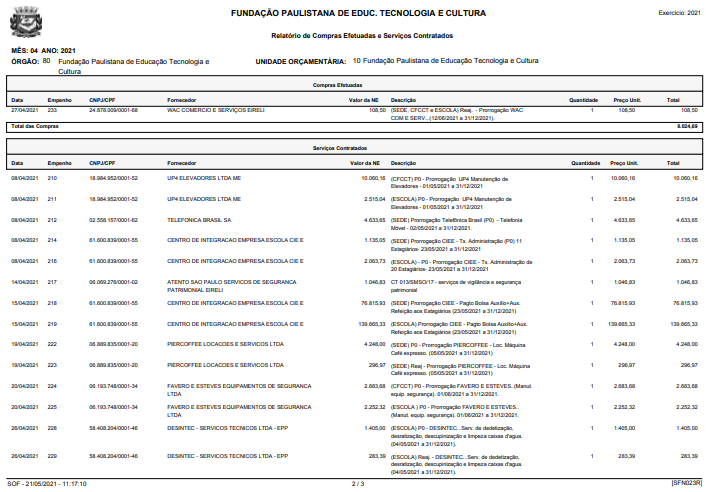 FUNDAÇÃO PAULISTANA DE EDUC. TECNOLOGIA E CULTURA
Exercício: 2021
Relatório de Compras Efetuadas e Serviços Contratados
MÊS: 04 ANO: 2021
ÓRGÃO: 80 Fundação Paulistana de Educação Tecnologia e Cultura
UNIDADE ORÇAMENTÁRIA: 10 Fundação Paulistana de Educação Tecnologia e Cultura
Compras Efetuadas
Data Empenho CNPJ/CPF Fornecedor Valor da NE Descrição Quantidade Preço Unit. Total
27/04/2021 233 24.878.009/0001-68 WAC COMERCIO E SERVIÇOS EIRELI 108,50 (SEDE, CFCCT e ESCOLA) Reaj. - Prorrogação WAC 1 108,50 108,50
COM E SERV...(12/06/2021 a 31/12/2021).
Total das Compras 8.024,69
Serviços Contratados
Data Empenho CNPJ/CPF Fornecedor Valor da NE Descrição Quantidade Preço Unit. Total
08/04/2021 210 18.984.952/0001-52 UP4 ELEVADORES LTDA ME 10.060,16 (CFCCT) P0 - Prorrogação UP4 Manutenção de 1 10.060,16 10.060,16
Elevadores - 01/05/2021 a 31/12/2021
08/04/2021 211 18.984.952/0001-52 UP4 ELEVADORES LTDA ME 2.515,04 (ESCOLA) P0 - Prorrogação UP4 Manutenção de 1 2.515,04 2.515,04
Elevadores - 01/05/2021 a 31/12/2021
08/04/2021 212 02.558.157/0001-62 TELEFONICA BRASIL SA 4.633,65 (SEDE) Prorrogação Telefônica Brasil (P0) - Telefonia 1 4.633,65 4.633,65
Móvel - 02/05/2021 a 31/12/2021.
08/04/2021 214 61.600.839/0001-55 CENTRO DE INTEGRACAO EMPRESA ESCOLA CIE E 1.135,05 (SEDE) Prorrogação CIEE - Tx. Administração (P0) 11 1 1.135,05 1.135,05
Estagiários- 23/05/2021 a 31/12/2021
08/04/2021 216 61.600.839/0001-55 CENTRO DE INTEGRACAO EMPRESA ESCOLA CIE E 2.063,73 (ESCOLA) - P0 - Prorrogação CIEE - Tx. Administração de 1 2.063,73 2.063,73
20 Estagiários- 23/05/2021 a 31/12/2021
14/04/2021 217 06.069.276/0001-02 ATENTO SAO PAULO SERVICOS DE SEGURANCA 1.046,83 CT 013/SMSO/17 - serviços de vigilância e segurança 1 1.046,83 1.046,83
PATRIMONIAL EIRELI patrimonial
15/04/2021 218 61.600.839/0001-55 CENTRO DE INTEGRACAO EMPRESA ESCOLA CIE E 76.815,93 (SEDE) Prorrogação CIEE - Pagto Bolsa Auxílio+Aux. 1 76.815,93 76.815,93
Refeição aos Estagiários (23/05/2021 a 31/12/2021)
15/04/2021 219 61.600.839/0001-55 CENTRO DE INTEGRACAO EMPRESA ESCOLA CIE E 139.665,33 (ESCOLA) Prorrogação CIEE - Pagto Bolsa Auxílio+Aux. 1 139.665,33 139.665,33
Refeição aos Estagiários (23/05/2021 a 31/12/2021)
19/04/2021 222 06.889.835/0001-20 PIERCOFFEE LOCACOES E SERVICOS LTDA 4.248,00 (SEDE) P0 - Prorrogação PIERCOFFEE - Loc. Máquina 1 4.248,00 4.248,00
Café expresso. (05/05/2021 a 31/12/2021)
19/04/2021 223 06.889.835/0001-20 PIERCOFFEE LOCACOES E SERVICOS LTDA 296,97 (SEDE) Reaj - Prorrogação PIERCOFFEE - Loc. Máquina 1 296,97 296,97
Café expresso. (05/05/2021 a 31/12/2021)
20/04/2021 224 06.193.748/0001-34 FAVERO E ESTEVES EQUIPAMENTOS DE SEGURANCA 2.683,68 (CFCCT) P0 - Prorrogação FAVERO E ESTEVES..(Manut. 1 2.683,68 2.683,68
LTDA equip. segurança). 01/06/2021 a 31/12/2021.
20/04/2021 225 06.193.748/0001-34 FAVERO E ESTEVES EQUIPAMENTOS DE SEGURANCA 2.252,32 (ESCOLA ) P0 - Prorrogação FAVERO E ESTEVES.. 1 2.252,32 2.252,32
LTDA (Manut. equip. segurança). 01/06/2021 a 31/12/2021.
26/04/2021 228 58.408.204/0001-46 DESINTEC - SERVICOS TECNICOS LTDA - EPP 1.405,00 (ESCOLA) P0 - DESINTEC...Serv. de dedetização, 1 1.405,00 1.405,00
desratização, descupinização e limpeza caixas d'agua.
(04/05/2021 a 31/12/2021).
26/04/2021 229 58.408.204/0001-46 DESINTEC - SERVICOS TECNICOS LTDA - EPP 283,39 (ESCOLA) Reaj. - DESINTEC...Serv. de dedetização, 1 283,39 283,39
desratização, descupinização e limpeza caixas d'agua.
(04/05/2021 a 31/12/2021).
SOF - 21/05/2021 - 11:17:10 2 / 3 [SFN023R]